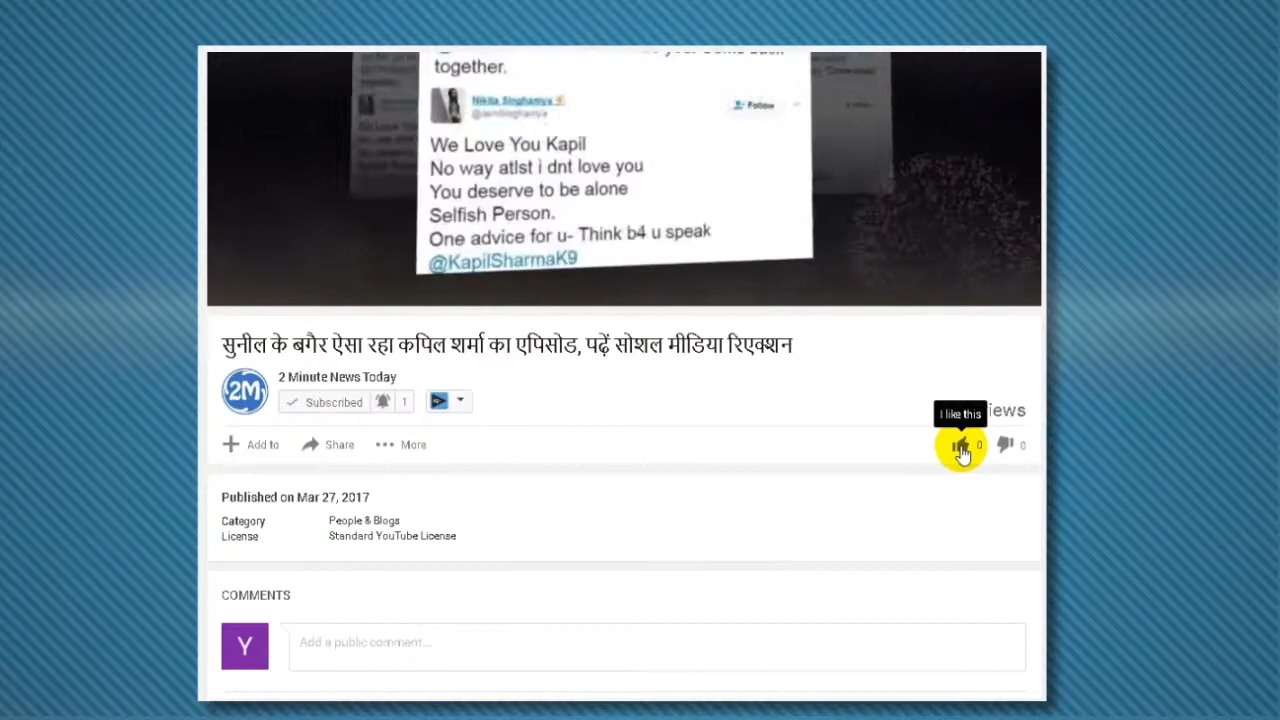 together.
Nikita Singhaniya
Follow
We Love You Kapil
No way atlst i dnt love you
You deserve to be alone
Selfish Person.
One advice for u- Think b4 u speak
@KapilSharmaK9
सुनील के बगैर ऐसा रहा कपिल शर्मा का एपिसोड, पढ़ें सोशल मीडिया रिएक्शन
2M
2 Minute News Today
Subscribed 1
I like this
Add to Share More 0 0
Published on Mar 27, 2017
Category People & Blogs
License Standard YouTube License
COMMENTS
Y
Add a public comment...